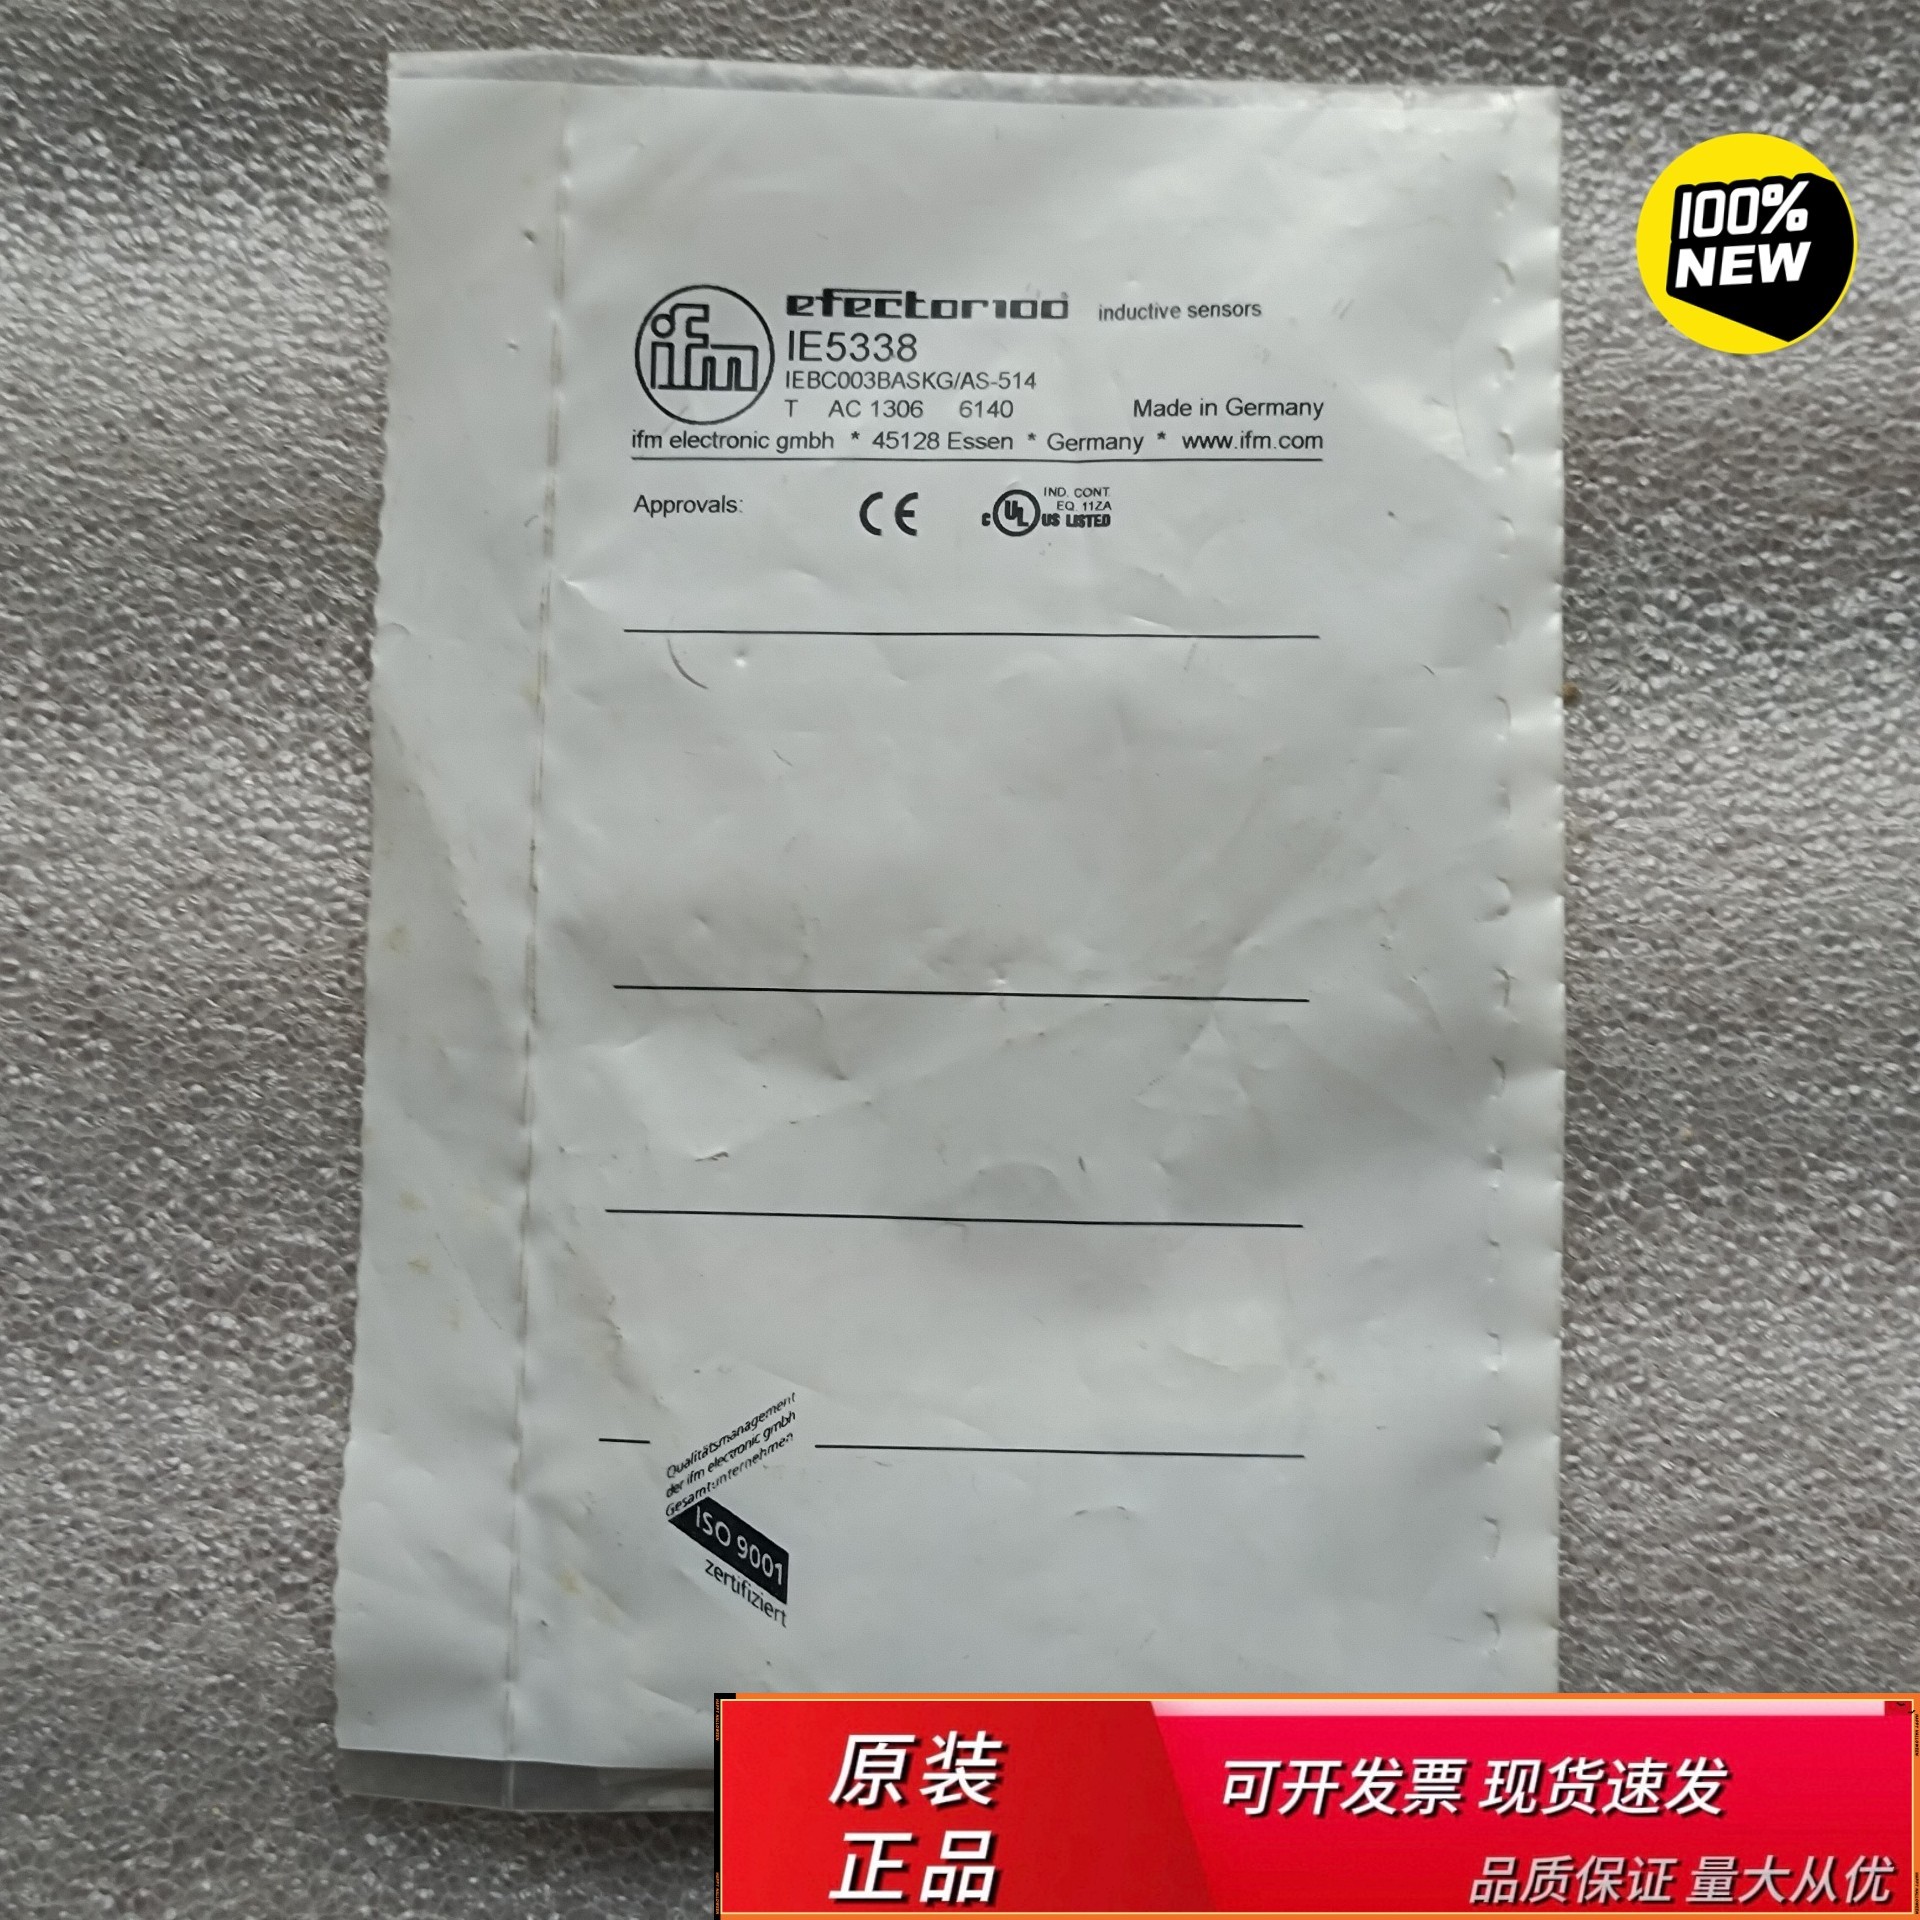 100%
NEW
ifm
efector100 inductive sensors
IE5338
IEBC003BASKG/AS-514
T AC 1306 6140 Made in Germany
ifm electronic gmbh * 45128 Essen * Germany * www.ifm.com
Approvals: CE
c UL US LISTED
IND. CONT.
EQ. 11ZA
Qualitätsmanagement
der ifm electronic gmbh
Gesamtunternehmen
ISO 9001
zertifiziert
原装
正品
可开发票 现货速发
品质保证 量大从优